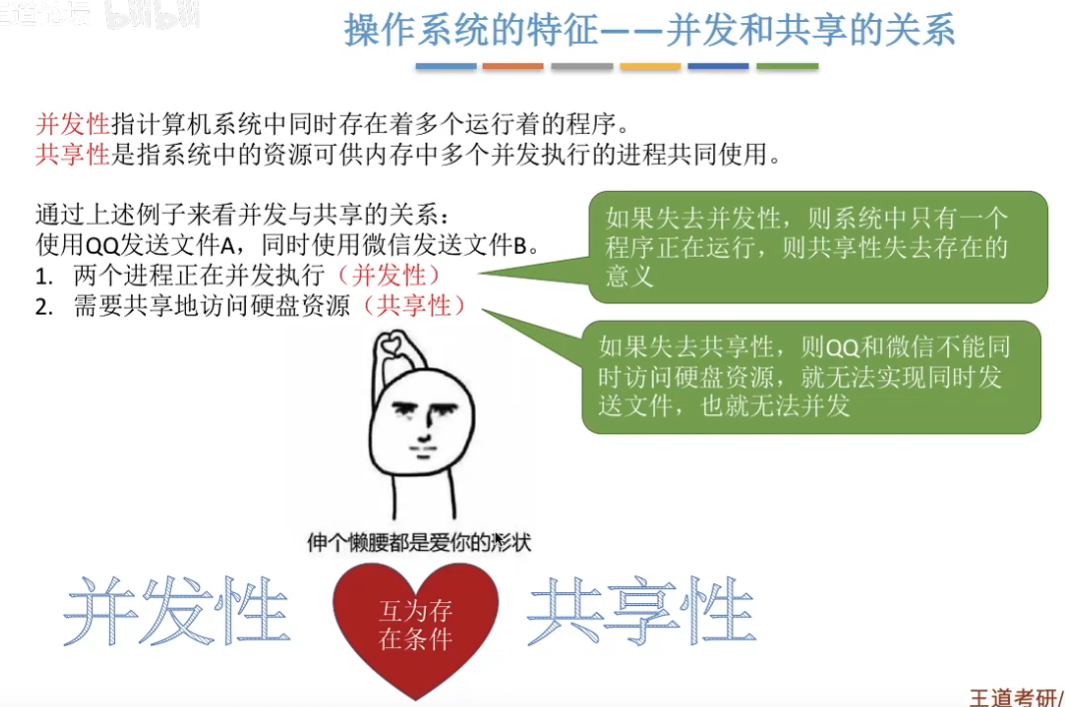 王道论坛 bilibili
操作系统的特征——并发和共享的关系
并发性指计算机系统中同时存在着多个运行着的程序。
共享性是指系统中的资源可供内存中多个并发执行的进程共同使用。
通过上述例子来看并发与共享的关系：
使用QQ发送文件A，同时使用微信发送文件B。
1. 两个进程正在并发执行（并发性）
2. 需要共享地访问硬盘资源（共享性）
如果失去并发性，则系统中只有一个
程序正在运行，则共享性失去存在的
意义
如果失去共享性，则QQ和微信不能同
时访问硬盘资源，就无法实现同时发
送文件，也就无法并发
伸个懒腰都是爱你的形状
并发性
互为存
在条件
共享性
王道考研/